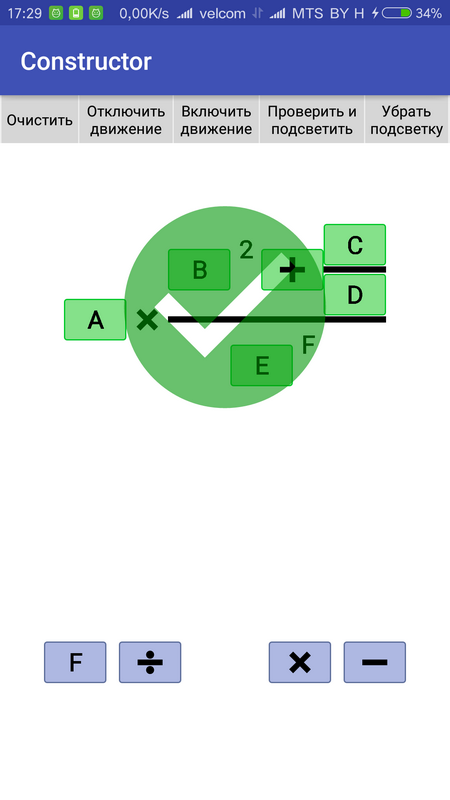 17:29 0,00K/s velcom MTS BY H 34%
Constructor
Очистить Отключить движение Включить движение Проверить и подсветить Убрать подсветку
C
B 2 +
D
A ×
F
E
F ÷ × −